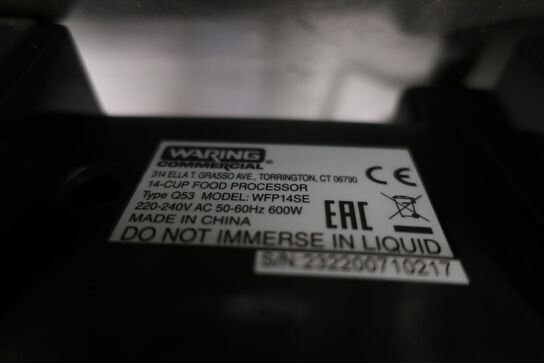 WARING
COMMERCIAL®
314 ELLA T. GRASSO AVE., TORRINGTON, CT 06790
14-CUP FOOD PROCESSOR
Type Q53 MODEL: WFP14SE
220-240V AC 50-60Hz 600W
MADE IN CHINA
DO NOT IMMERSE IN LIQUID
CE
EAC
S/N: 232200710217